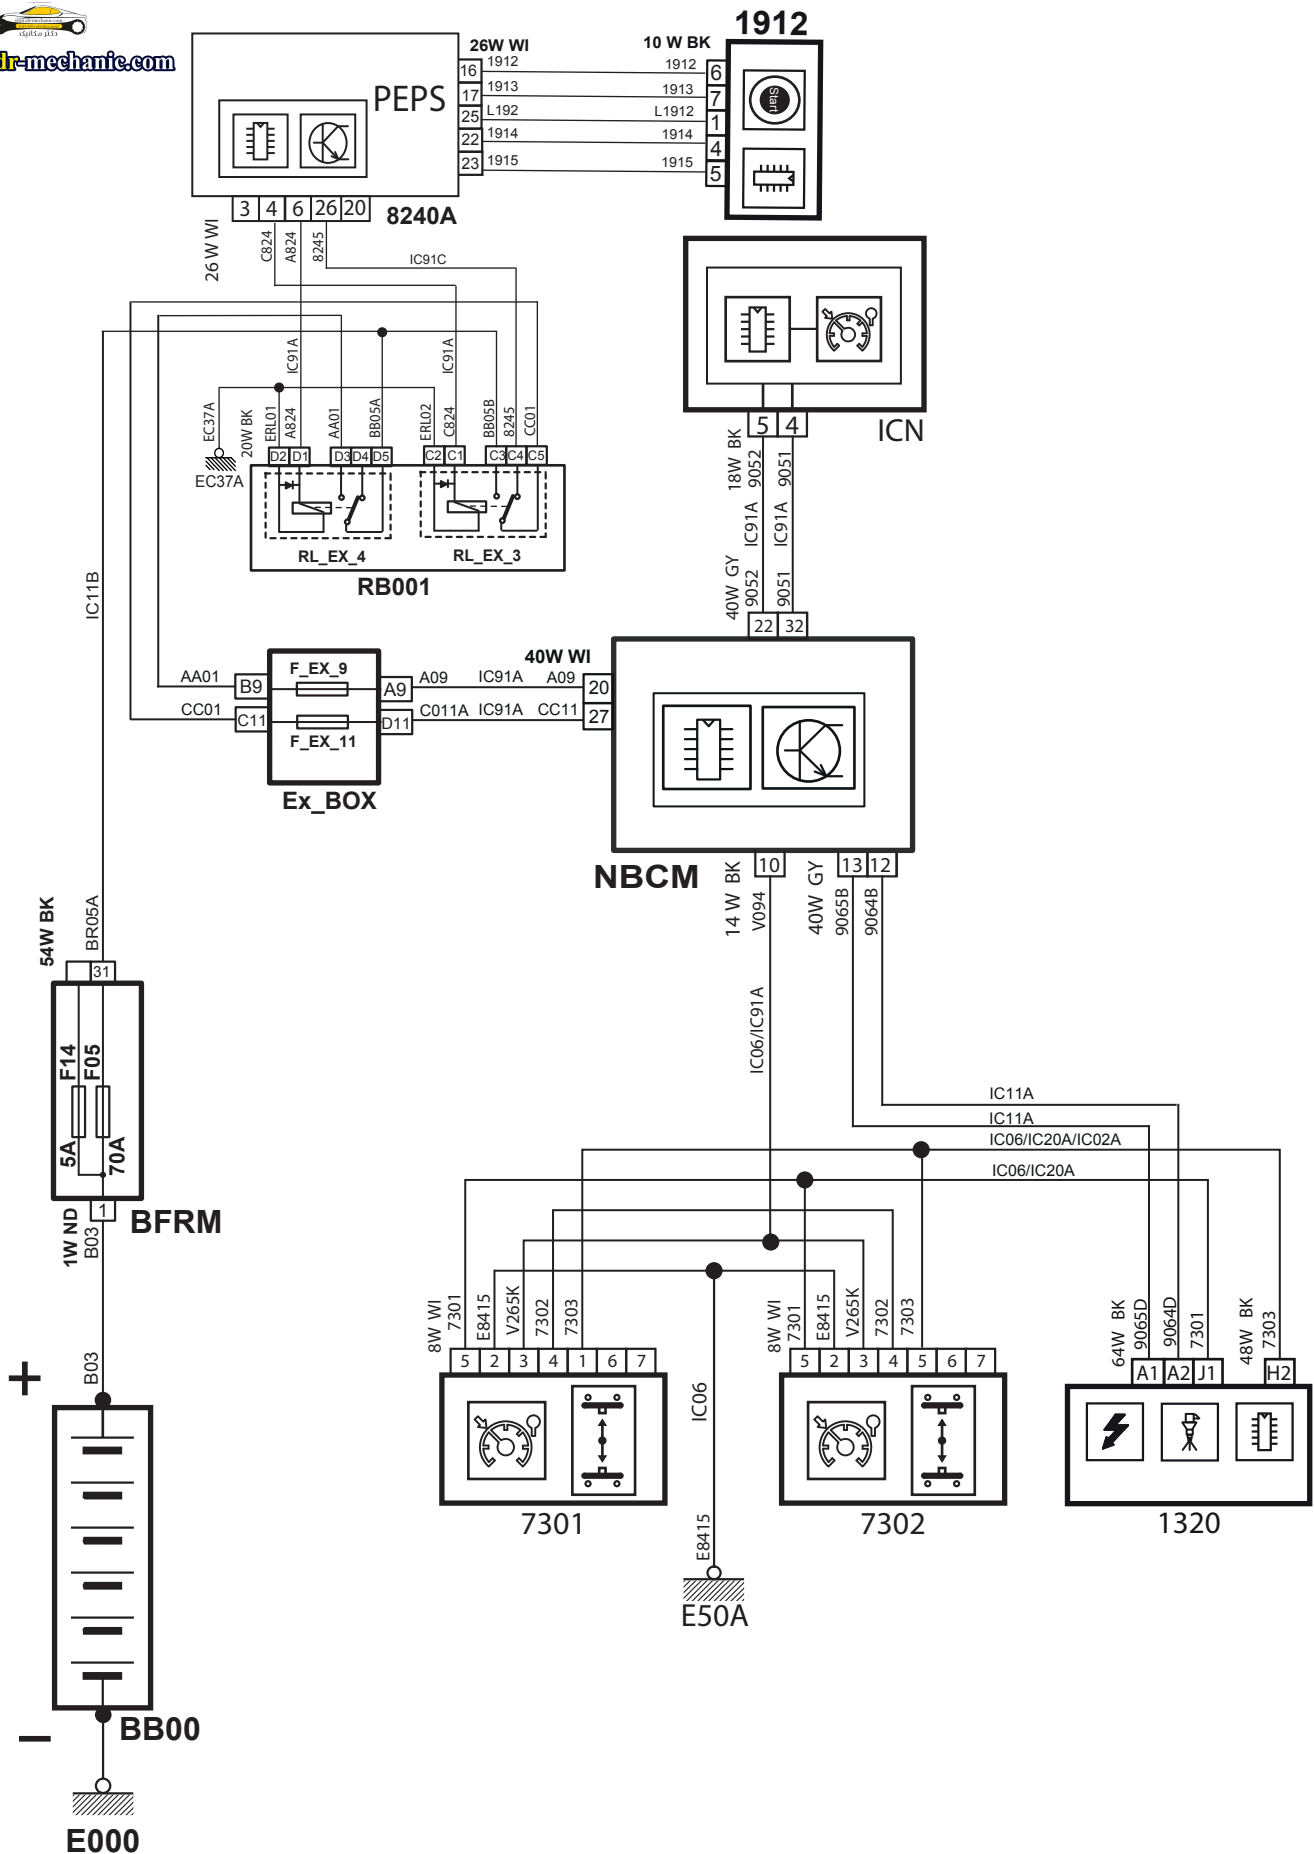 دکتر مکانیک
dr-mechanic.com
PEPS
8240A
26W WI
16 1912
17 1913
25 L192
22 1914
23 1915
10 W BK
1912 6
1913 7
L1912 1
1914 4
1915 5
1912
Start
3 4 6 26 20
26 W WI
C824
A824
8245
IC91C
IC91A
IC91A
EC37A
EC37A
20W BK
ERL01
A824
AA01
BB05A
ERL02
C824
BB05B
8245
CC01
D2 D1 D3 D4 D5 C2 C1 C3 C4 C5
RL_EX_4
RL_EX_3
RB001
ICN
5 4
18W BK
9052
9051
IC91A
IC91A
40W GY
9052
9051
22 32
IC11B
AA01 B9
CC01 C11
F_EX_9
F_EX_11
A9 A09 IC91A A09 20
D11 C011A IC91A CC11 27
40W WI
Ex_BOX
NBCM
10 13 12
14 W BK
V094
40W GY
9065B
9064B
IC06/IC91A
54W BK
BR05A
31
F14
F05
5A
70A
1
BFRM
1W ND
B03
B03
+
−
BB00
E000
IC11A
IC11A
IC06/IC20A/IC02A
IC06/IC20A
8W WI
7301
E8415
V265K
7302
7303
5 2 3 4 1 6 7
7301
IC06
E8415
E50A
8W WI
7301
E8415
V265K
7302
7303
5 2 3 4 5 6 7
7302
64W BK
9065D
9064D
7301
48W BK
7303
A1 A2 J1 H2
1320